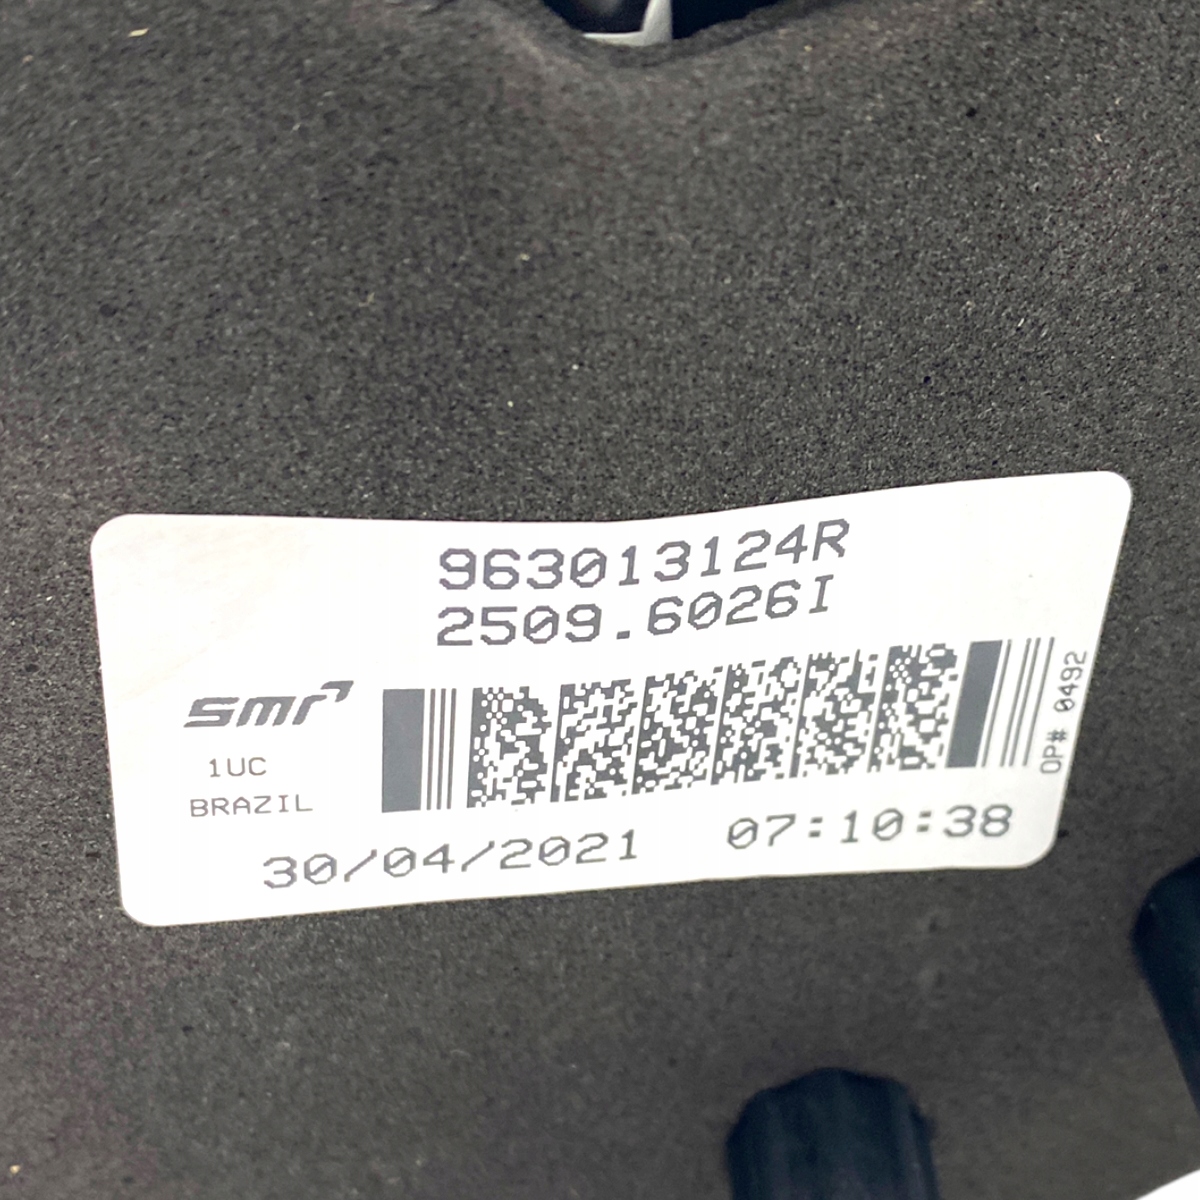 963013124R
2509.6026I
smr
1UC
BRAZIL
OP# 0492
30/04/2021 07:10:38